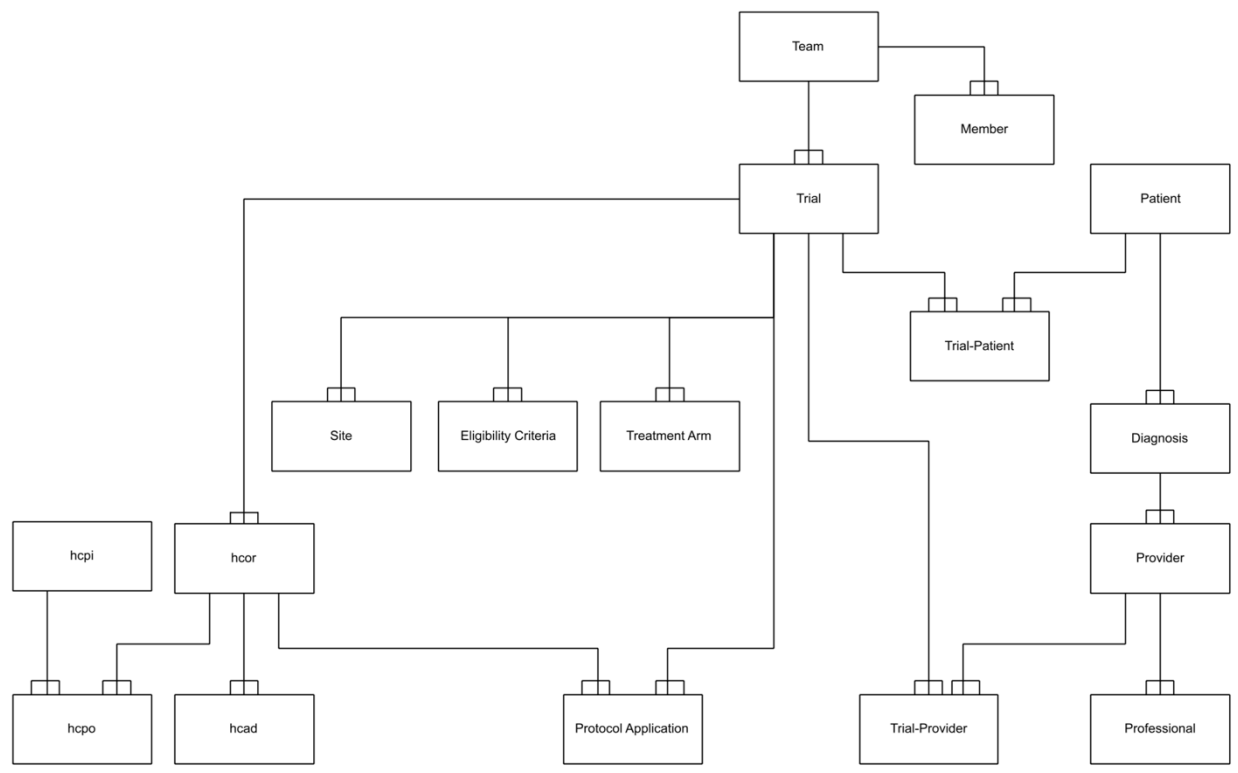 Team
Member
Trial
Patient
Trial-Patient
Site
Eligibility Criteria
Treatment Arm
Diagnosis
hcpi
hcor
Provider
hcpo
hcad
Protocol Application
Trial-Provider
Professional